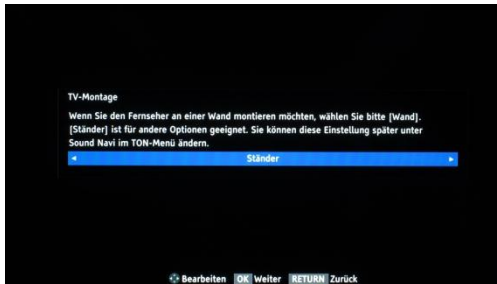 TV-Montage
Wenn Sie den Fernseher an einer Wand montieren möchten, wählen Sie bitte [Wand].
[Ständer] ist für andere Optionen geeignet. Sie können diese Einstellung später unter
Sound Navi im TON-Menü ändern.
Ständer
Bearbeiten OK Weiter RETURN Zurück